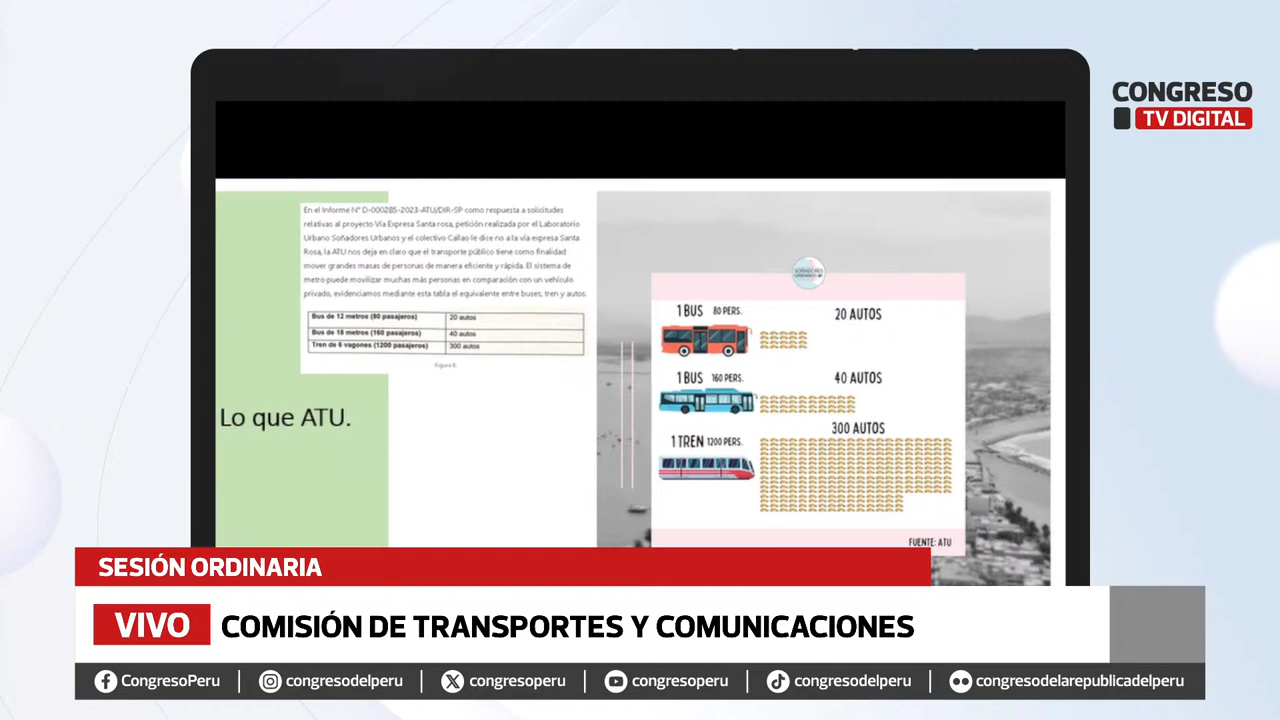 CONGRESO
TV DIGITAL
En el Informe N° D-000285-2023-ATU/DIR-SP como respuesta a solicitudes
relativas al proyecto Vía Expresa Santa rosa, petición realizada por el Laboratorio
Urbano Soñadores Urbanos y el colectivo Callao le dice no a la vía expresa Santa
Rosa, la ATU nos deja en claro que el transporte público tiene como finalidad
mover grandes masas de personas de manera eficiente y rápida. El sistema de
metro puede movilizar muchas más personas en comparación con un vehículo
privado, evidenciamos mediante esta tabla el equivalente entre buses, tren y autos.
Bus de 12 metros (80 pasajeros) 20 autos
Bus de 18 metros (160 pasajeros) 40 autos
Tren de 6 vagones (1200 pasajeros) 300 autos
Figura 8.
Lo que ATU.
SOÑADORES
URBANOS
1 BUS 80 PERS. 20 AUTOS
1 BUS 160 PERS. 40 AUTOS
300 AUTOS
1 TREN 1200 PERS.
FUENTE: ATU
SESIÓN ORDINARIA
VIVO COMISIÓN DE TRANSPORTES Y COMUNICACIONES
CongresoPeru congresodelperu congresoperu congresoperu congresodelperu congresodelarepublicadelperu